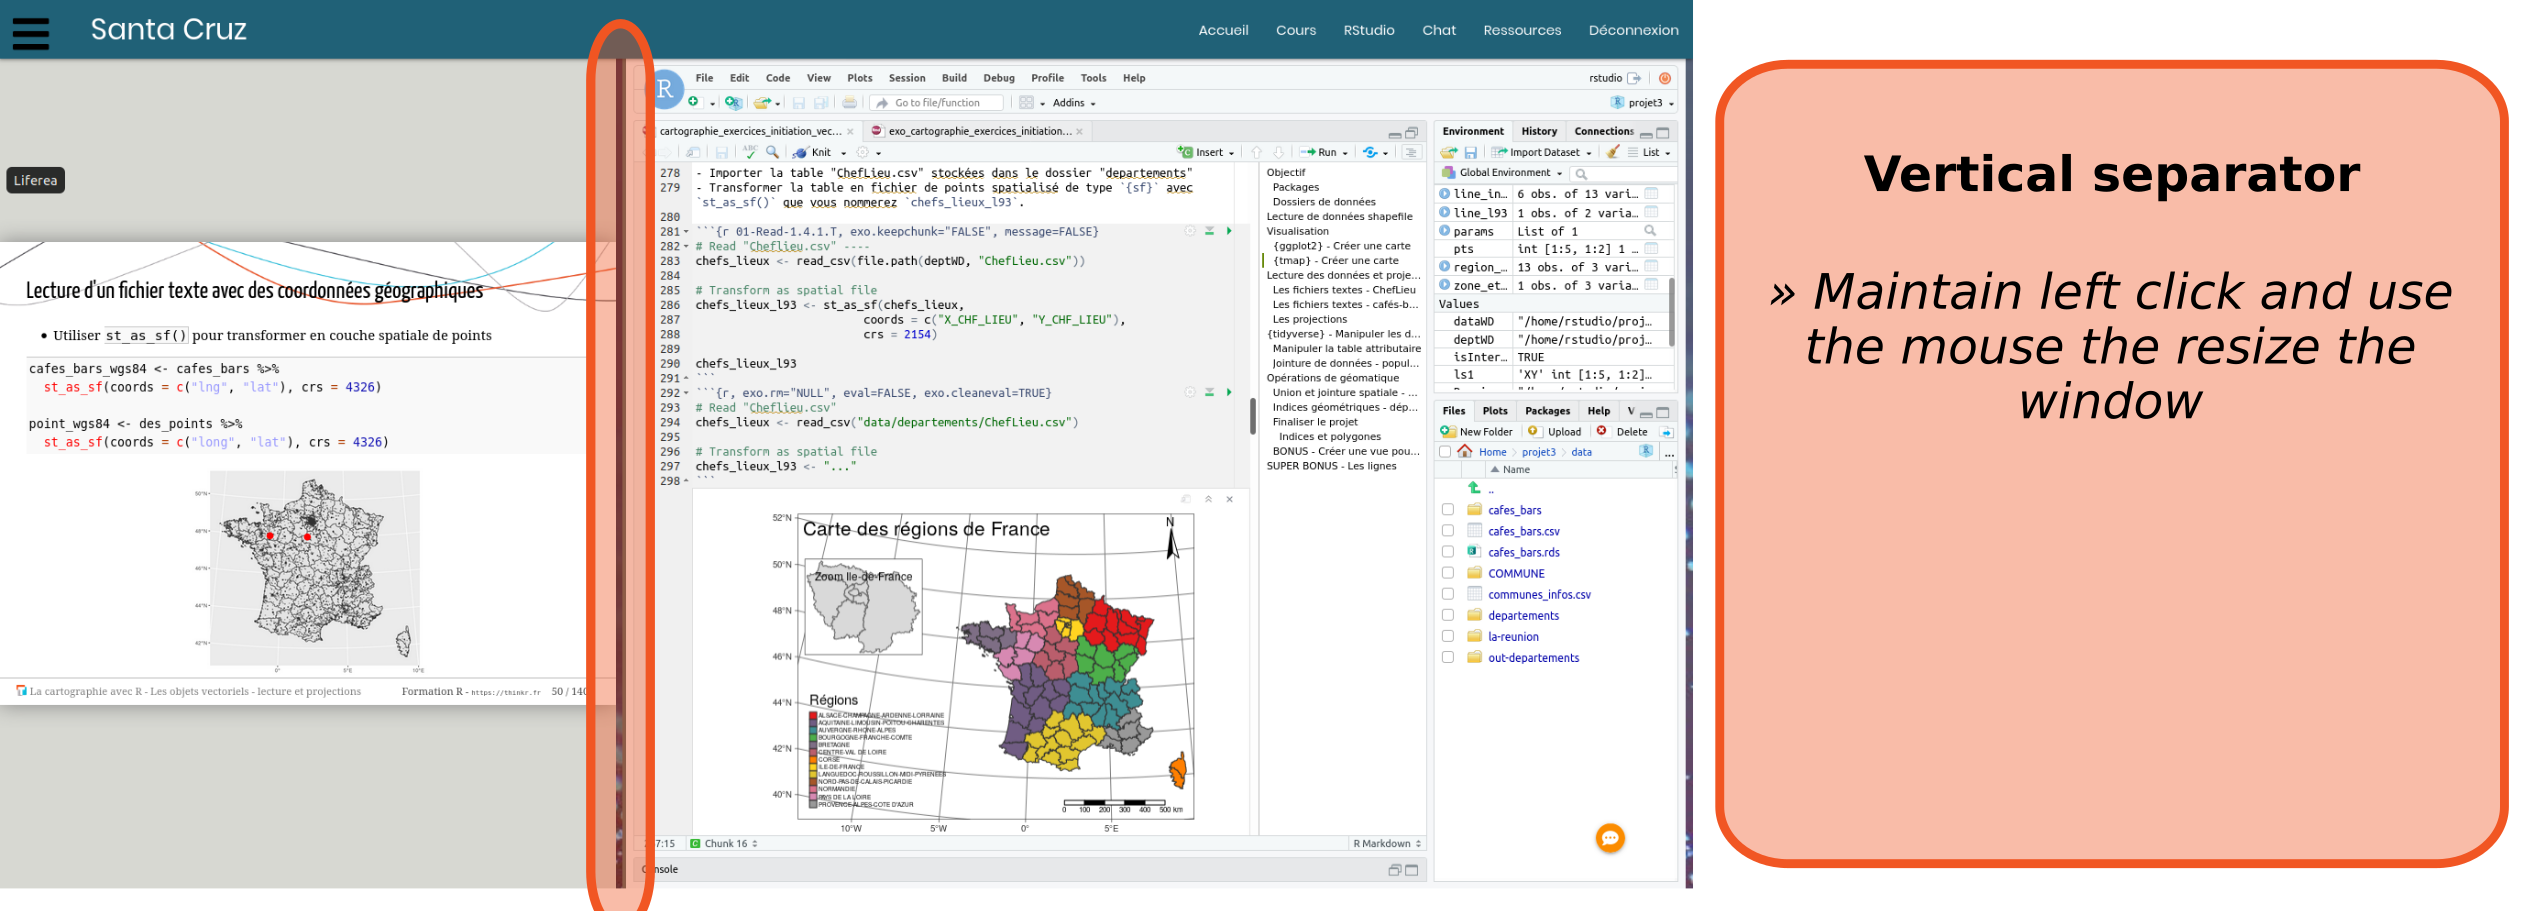 Santa Cruz
Accueil Cours RStudio Chat Ressources Déconnexion
Liferea
Lecture d'un fichier texte avec des coordonnées géographiques
• Utiliser st_as_sf() pour transformer en couche spatiale de points
cafes_bars_wgs84 <- cafes_bars %>%
st_as_sf(coords = c("lng", "lat"), crs = 4326)
point_wgs84 <- des_points %>%
st_as_sf(coords = c("long", "lat"), crs = 4326)
50°N
48°N
46°N
44°N
42°N
0° 5°E 10°E
La cartographie avec R - Les objets vectoriels - lecture et projections Formation R - https://thinkr.fr 50 / 140
R
File Edit Code View Plots Session Build Debug Profile Tools Help
rstudio
Go to file/function Addins
projet3
cartographie_exercices_initiation_vec... × exo_cartographie_exercices_initiation... ×
ABC Knit Insert Run
278 - Importer la table "ChefLieu.csv" stockées dans le dossier "departements"
279 - Transformer la table en fichier de points spatialisé de type `{sf}` avec
`st_as_sf()` que vous nommerez `chefs_lieux_l93`.
280
281 ```{r 01-Read-1.4.1.T, exo.keepchunk="FALSE", message=FALSE}
282 # Read "Cheflieu.csv" ----
283 chefs_lieux <- read_csv(file.path(deptWD, "ChefLieu.csv"))
284
285 # Transform as spatial file
286 chefs_lieux_l93 <- st_as_sf(chefs_lieux,
287 coords = c("X_CHF_LIEU", "Y_CHF_LIEU"),
288 crs = 2154)
289
290 chefs_lieux_l93
291 ```
292 ```{r, exo.rm="NULL", eval=FALSE, exo.cleaneval=TRUE}
293 # Read "Cheflieu.csv"
294 chefs_lieux <- read_csv("data/departements/ChefLieu.csv")
295
296 # Transform as spatial file
297 chefs_lieux_l93 <- "..."
298 ```
Objectif
Packages
Dossiers de données
Lecture de données shapefile
Visualisation
{ggplot2} - Créer une carte
{tmap} - Créer une carte
Lecture des données et proje...
Les fichiers textes - ChefLieu
Les fichiers textes - cafés-b...
Les projections
{tidyverse} - Manipuler les d...
Manipuler la table attributaire
Jointure de données - popul...
Opérations de géomatique
Union et jointure spatiale - ...
Indices géométriques - dép...
Finaliser le projet
Indices et polygones
BONUS - Créer une vue pou...
SUPER BONUS - Les lignes
Carte des régions de France
N
Zoom Ile-de-France
52°N
50°N
48°N
46°N
44°N
42°N
40°N
Régions
ALSACE-CHAMPAGNE-ARDENNE-LORRAINE
AQUITAINE-LIMOUSIN-POITOU-CHARENTES
AUVERGNE-RHONE-ALPES
BOURGOGNE-FRANCHE-COMTE
BRETAGNE
CENTRE-VAL DE LOIRE
CORSE
ILE-DE-FRANCE
LANGUEDOC-ROUSSILLON-MIDI-PYRENEES
NORD-PAS-DE-CALAIS-PICARDIE
NORMANDIE
PAYS DE LA LOIRE
PROVENCE-ALPES-COTE D'AZUR
0 100 200 300 400 500 km
10°W 5°W 0° 5°E
7:15 Chunk 16 R Markdown
Console
Environment History Connections
Import Dataset List
Global Environment
line_in... 6 obs. of 13 vari...
line_l93 1 obs. of 2 varia...
params List of 1
pts int [1:5, 1:2] 1 ...
region_... 13 obs. of 3 vari...
zone_et... 1 obs. of 3 varia...
Values
dataWD "/home/rstudio/proj...
deptWD "/home/rstudio/proj...
isInter... TRUE
ls1 'XY' int [1:5, 1:2]...
Files Plots Packages Help V
New Folder Upload Delete
Home projet3 data ...
Name
..
cafes_bars
cafes_bars.csv
cafes_bars.rds
COMMUNE
communes_infos.csv
departements
la-reunion
out-departements
Vertical separator
» Maintain left click and use
the mouse the resize the
window